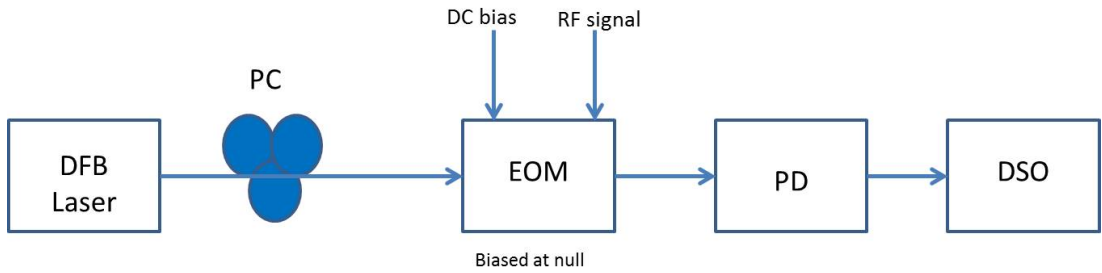 DC bias
RF signal
PC
DFB
Laser
EOM
PD
DSO
Biased at null